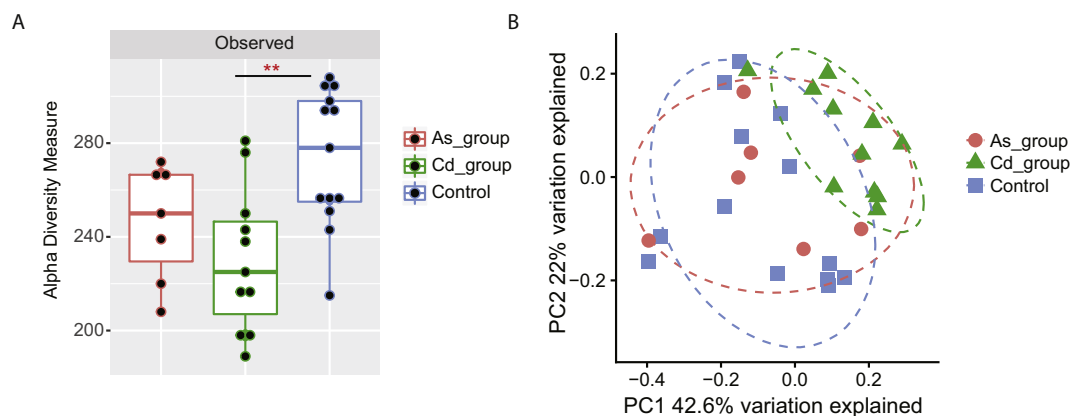 A
Observed
**
280
240
200
Alpha Diversity Measure
As_group
Cd_group
Control
B
0.2
0.0
−0.2
−0.4
−0.2
0.0
0.2
PC2 22% variation explained
PC1 42.6% variation explained
As_group
Cd_group
Control